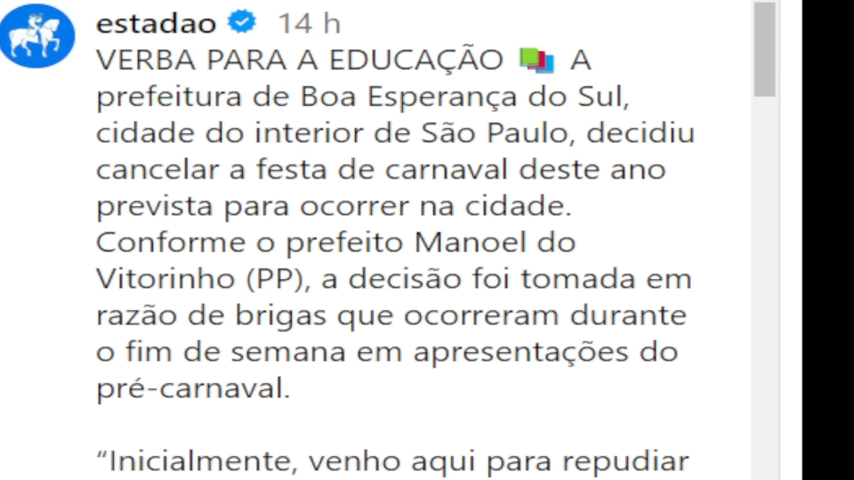 estadao 14 h
VERBA PARA A EDUCAÇÃO A
prefeitura de Boa Esperança do Sul,
cidade do interior de São Paulo, decidiu
cancelar a festa de carnaval deste ano
prevista para ocorrer na cidade.
Conforme o prefeito Manoel do
Vitorinho (PP), a decisão foi tomada em
razão de brigas que ocorreram durante
o fim de semana em apresentações do
pré-carnaval.
“Inicialmente, venho aqui para repudiar